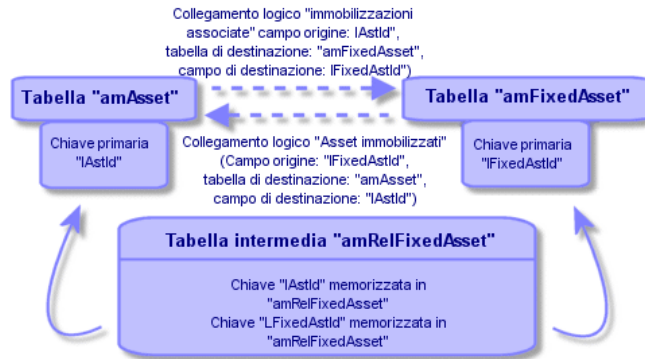 Collegamento logico "immobilizzazioni
associate" campo origine: lAstId",
tabella di destinazione: "amFixedAsset",
campo di destinazione: lFixedAstId")
Tabella "amAsset"
Tabella "amFixedAsset"
Chiave primaria
"lAstId"
Collegamento logico "Asset immobilizzati"
(Campo origine: "lFixedAstId",
tabella di destinazione: "amAsset",
campo di destinazione: "lAstId")
Chiave primaria
"lFixedAstId"
Tabella intermedia "amRelFixedAsset"
Chiave "lAstId" memorizzata in
"amRelFixedAsset"
Chiave "LFixedAstId" memorizzata in
"amRelFixedAsset"